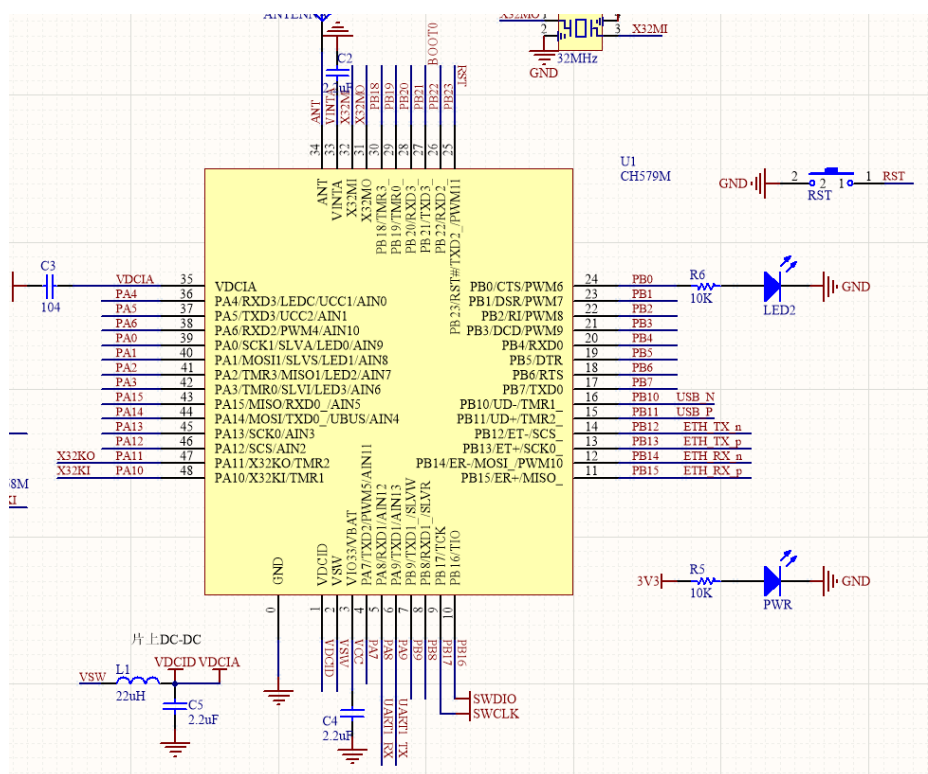 ANTENN
C2
2.2uF
ANT
VINTA
X32MI
X32MO
PB18
PB19
PB20
PB21
PB22
BOOT0
PB23
RST
X32MO
1
2
3
X32MI
32MHz
GND
34
33
32
31
30
29
28
27
26
25
ANT
VINTA
X32MI
X32MO
PB18/TMR3_
PB19/TMR0_
PB20/RXD3_
PB21/TXD3_
PB22/RXD2_
PB23/RST#/TXD2_/PWM11
U1
CH579M
GND
2
2
1
1
RST
RST
C3
104
VDCIA 35 VDCIA
PA4 36 PA4/RXD3/LEDC/UCC1/AIN0
PA5 37 PA5/TXD3/UCC2/AIN1
PA6 38 PA6/RXD2/PWM4/AIN10
PA0 39 PA0/SCK1/SLVA/LED0/AIN9
PA1 40 PA1/MOSI1/SLVS/LED1/AIN8
PA2 41 PA2/TMR3/MISO1/LED2/AIN7
PA3 42 PA3/TMR0/SLVI/LED3/AIN6
PA15 43 PA15/MISO/RXD0_/AIN5
PA14 44 PA14/MOSI/TXD0_/UBUS/AIN4
PA13 45 PA13/SCK0/AIN3
PA12 46 PA12/SCS/AIN2
X32KO PA11 47 PA11/X32KO/TMR2
X32KI PA10 48 PA10/X32KI/TMR1
8M
KI
PB0/CTS/PWM6 24 PB0
PB1/DSR/PWM7 23 PB1
PB2/RI/PWM8 22 PB2
PB3/DCD/PWM9 21 PB3
PB4/RXD0 20 PB4
PB5/DTR 19 PB5
PB6/RTS 18 PB6
PB7/TXD0 17 PB7
PB10/UD-/TMR1_ 16 PB10 USB_N
PB11/UD+/TMR2_ 15 PB11 USB_P
PB12/ET-/SCS_ 14 PB12 ETH_TX_n
PB13/ET+/SCK0_ 13 PB13 ETH_TX_p
PB14/ER-/MOSI_/PWM10 12 PB14 ETH_RX_n
PB15/ER+/MISO_ 11 PB15 ETH_RX_p
R6
10K
LED2
GND
GND
VDCID
VSW
VIO33/VBAT
PA7/TXD2/PWM5/AIN11
PA8/RXD1/AIN12
PA9/TXD1/AIN13
PB9/TXD1_/SLVW
PB8/RXD1_/SLVR
PB17/TCK
PB16/TIO
0
1
2
3
4
5
6
7
8
9
10
VDCID
VSW
VCC
PA7
PA8
PA9
PB9
PB8
PB17
PB16
UART1_RX
UART1_TX
SWDIO
SWCLK
C4
2.2uF
3V3
R5
10K
PWR
GND
片上DC-DC
VSW
L1
22uH
VDCID
VDCIA
C5
2.2uF